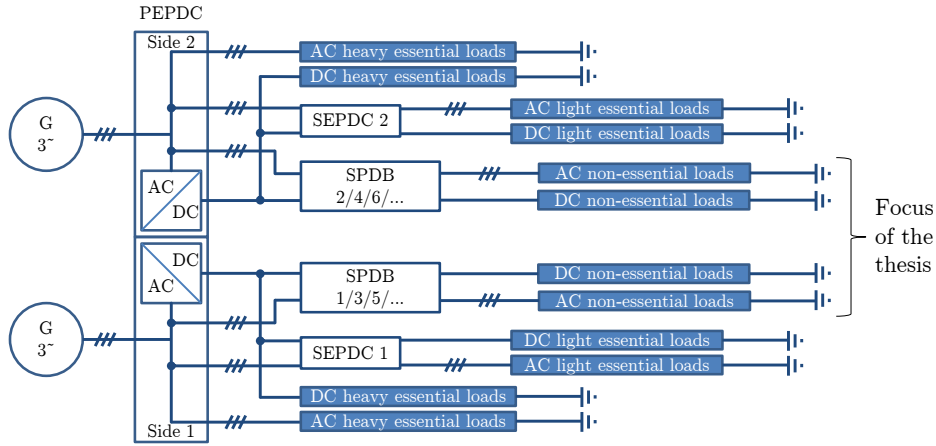 PEPDC
Side 2
AC heavy essential loads
DC heavy essential loads
G
3~
SEPDC 2
AC light essential loads
DC light essential loads
AC
DC
SPDB
2/4/6/...
AC non-essential loads
DC non-essential loads
Focus
of the
thesis
DC
AC
SPDB
1/3/5/...
DC non-essential loads
AC non-essential loads
G
3~
SEPDC 1
DC light essential loads
AC light essential loads
DC heavy essential loads
AC heavy essential loads
Side 1